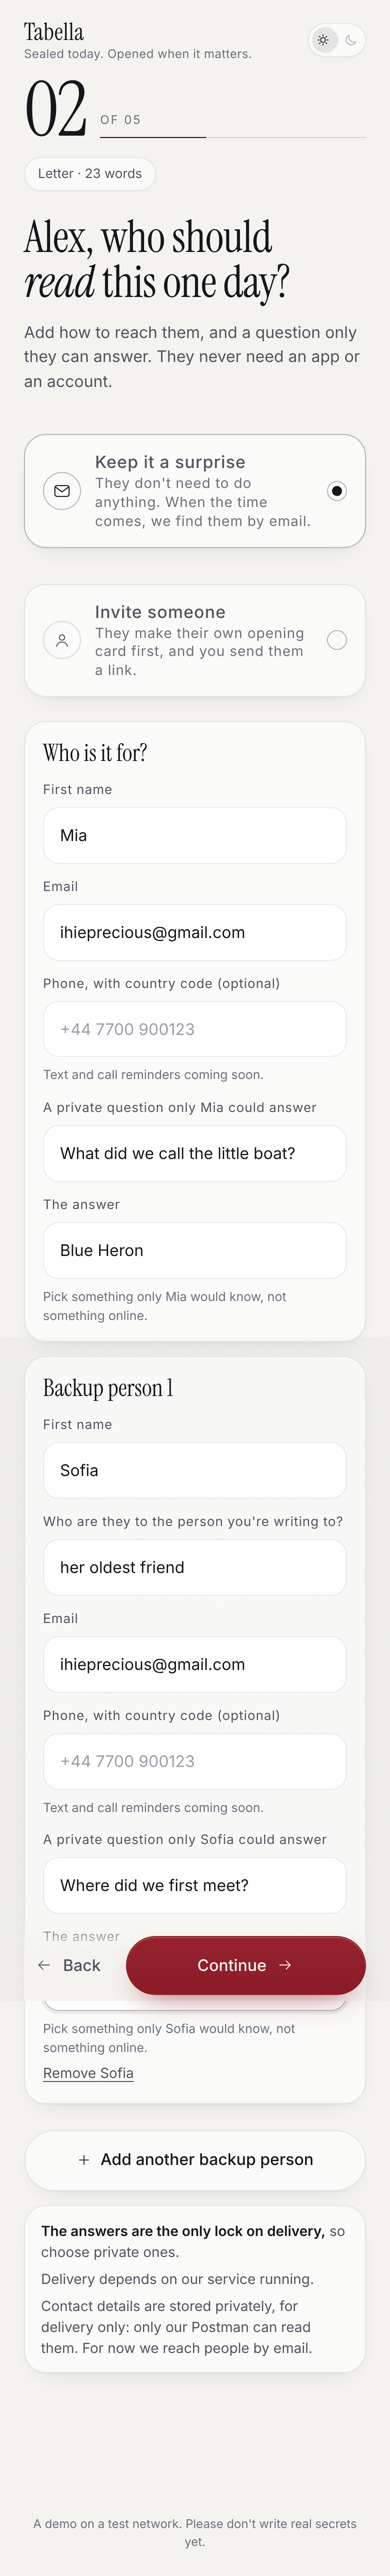 Tabella
Sealed today. Opened when it matters.
02
OF 05
Letter · 23 words
Alex, who should
read this one day?
Add how to reach them, and a question only
they can answer. They never need an app or
an account.
Keep it a surprise
They don't need to do
anything. When the time
comes, we find them by email.
Invite someone
They make their own opening
card first, and you send them
a link.
Who is it for?
First name
Mia
Email
ihieprecious@gmail.com
Phone, with country code (optional)
+44 7700 900123
Text and call reminders coming soon.
A private question only Mia could answer
What did we call the little boat?
The answer
Blue Heron
Pick something only Mia would know, not
something online.
Backup person 1
First name
Sofia
Who are they to the person you're writing to?
her oldest friend
Email
ihieprecious@gmail.com
Phone, with country code (optional)
+44 7700 900123
Text and call reminders coming soon.
A private question only Sofia could answer
Where did we first meet?
The answer
← Back
Continue →
Pick something only Sofia would know, not
something online.
Remove Sofia
+ Add another backup person
The answers are the only lock on delivery, so
choose private ones.
Delivery depends on our service running.
Contact details are stored privately, for
delivery only: only our Postman can read
them. For now we reach people by email.
A demo on a test network. Please don't write real secrets
yet.